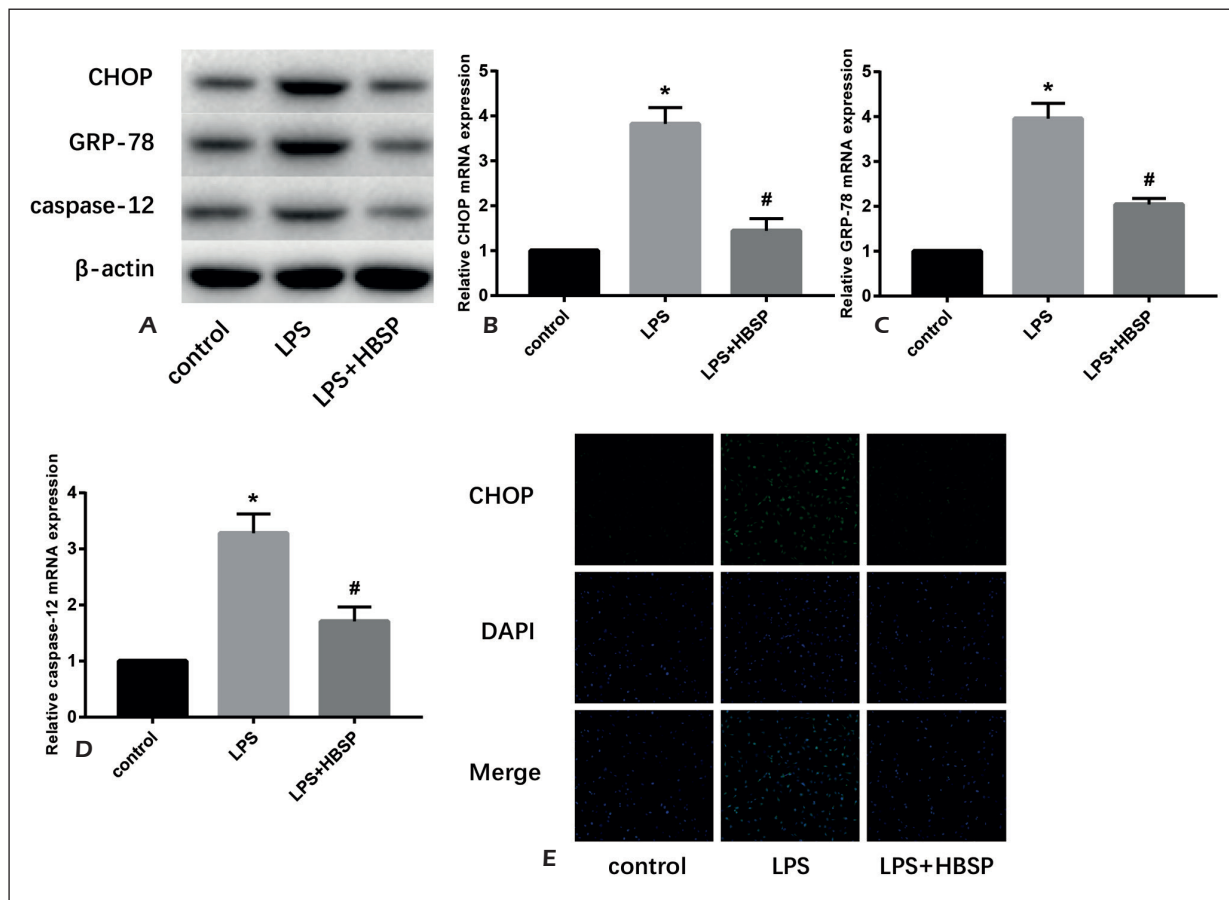 CHOP
GRP-78
caspase-12
β-actin
A
control
LPS
LPS+HBSP
Relative CHOP mRNA expression
5
4
3
2
1
0
*
#
B
control
LPS
LPS+HBSP
Relative GRP-78 mRNA expression
5
4
3
2
1
0
*
#
C
control
LPS
LPS+HBSP
Relative caspase-12 mRNA expression
4
3
2
1
0
*
#
D
control
LPS
LPS+HBSP
CHOP
DAPI
Merge
E
control
LPS
LPS+HBSP